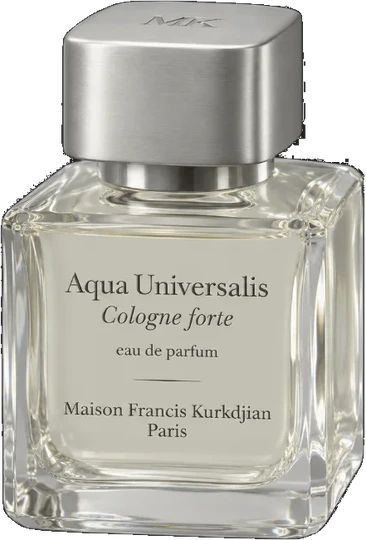 MK
Aqua Universalis
Cologne forte
eau de parfum
Maison Francis Kurkdjian
Paris